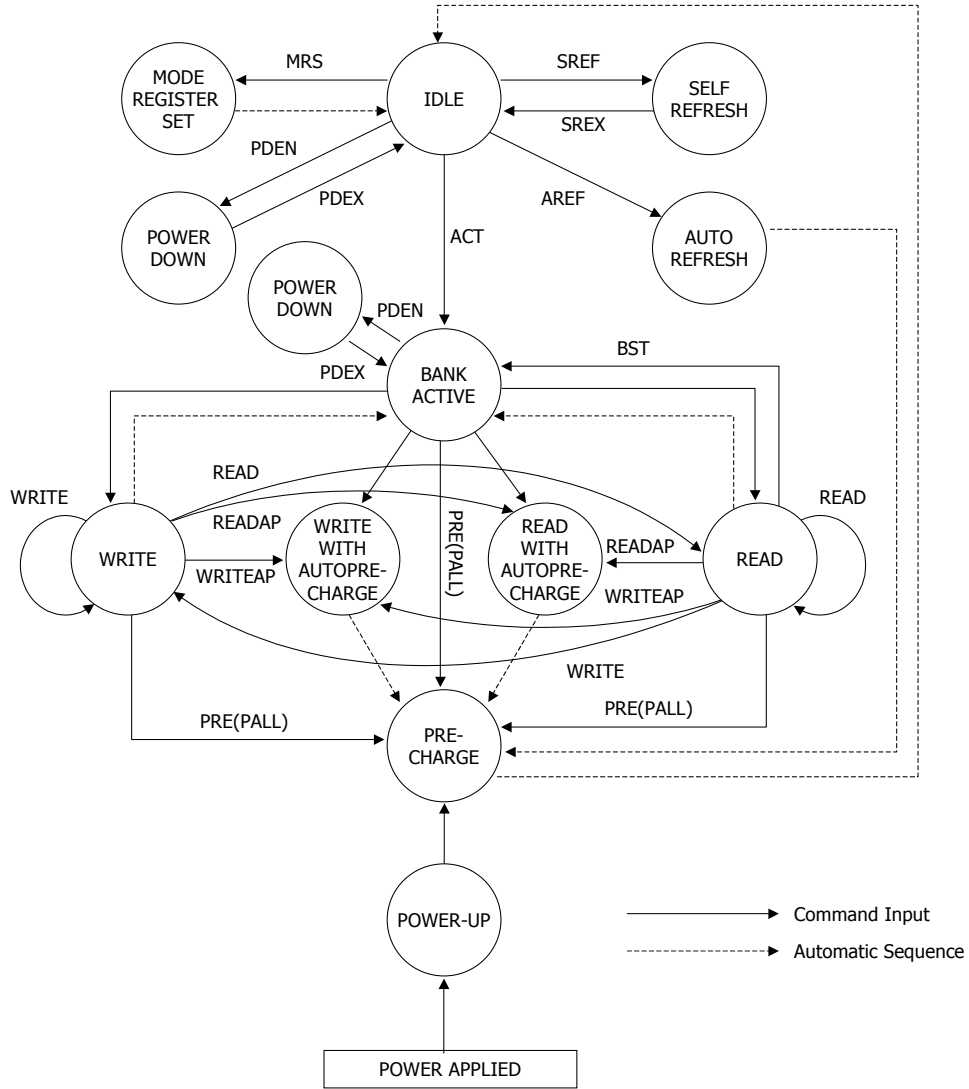 MRS
SREF
MODE
REGISTER
SET
IDLE
SELF
REFRESH
SREX
PDEN
PDEX
AREF
POWER
DOWN
ACT
AUTO
REFRESH
POWER
DOWN
PDEN
PDEX
BST
BANK
ACTIVE
WRITE
READ
READ
READAP
WRITE
WRITEAP
WRITE
WITH
AUTOPRE-
CHARGE
PRE(PALL)
READ
WITH
AUTOPRE-
CHARGE
READAP
READ
WRITEAP
WRITE
PRE(PALL)
PRE(PALL)
PRE-
CHARGE
POWER-UP
Command Input
Automatic Sequence
POWER APPLIED